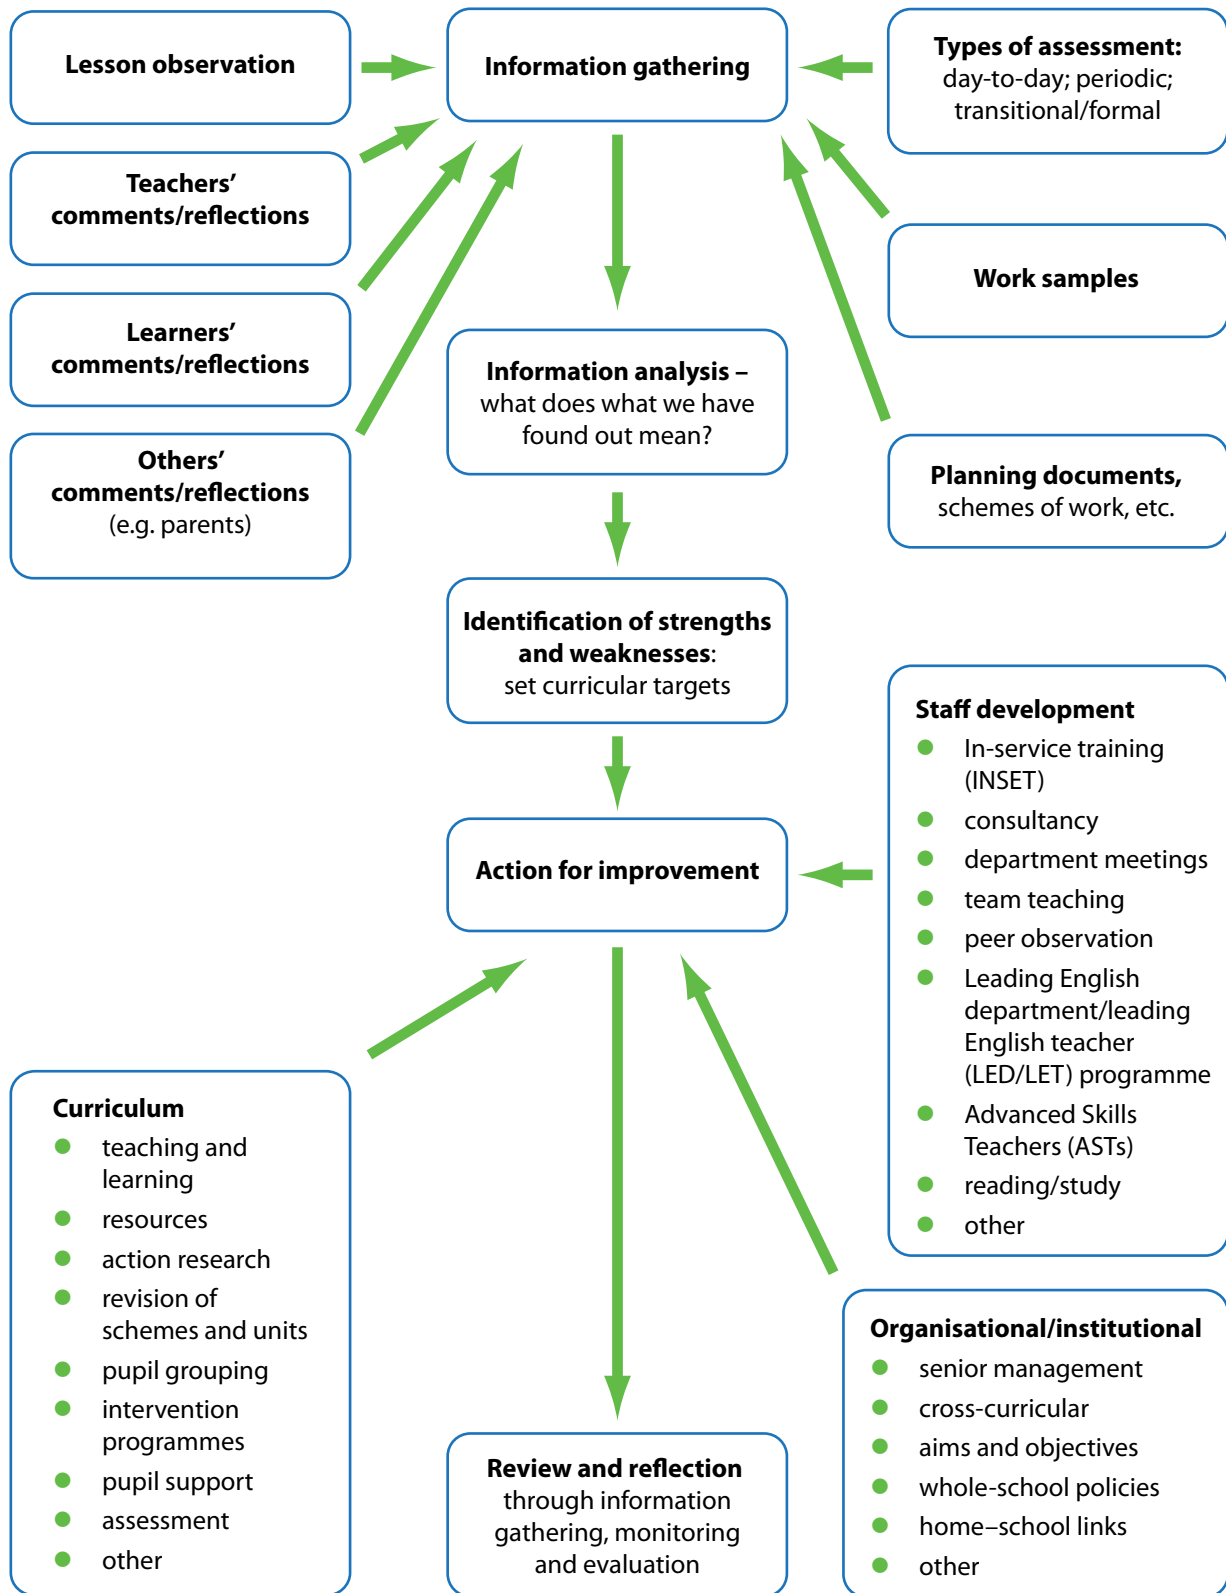 Lesson observation
Information gathering
Types of assessment:
day-to-day; periodic;
transitional/formal
Teachers’
comments/reflections
Work samples
Learners’
comments/reflections
Information analysis –
what does what we have
found out mean?
Others’
comments/reflections
(e.g. parents)
Planning documents,
schemes of work, etc.
Identification of strengths
and weaknesses:
set curricular targets
Staff development
In-service training
(INSET)
consultancy
department meetings
team teaching
peer observation
Leading English
department/leading
English teacher
(LED/LET) programme
Advanced Skills
Teachers (ASTs)
reading/study
other
Action for improvement
Curriculum
teaching and
learning
resources
action research
revision of
schemes and units
pupil grouping
intervention
programmes
pupil support
assessment
other
Review and reflection
through information
gathering, monitoring
and evaluation
Organisational/institutional
senior management
cross-curricular
aims and objectives
whole-school policies
home–school links
other